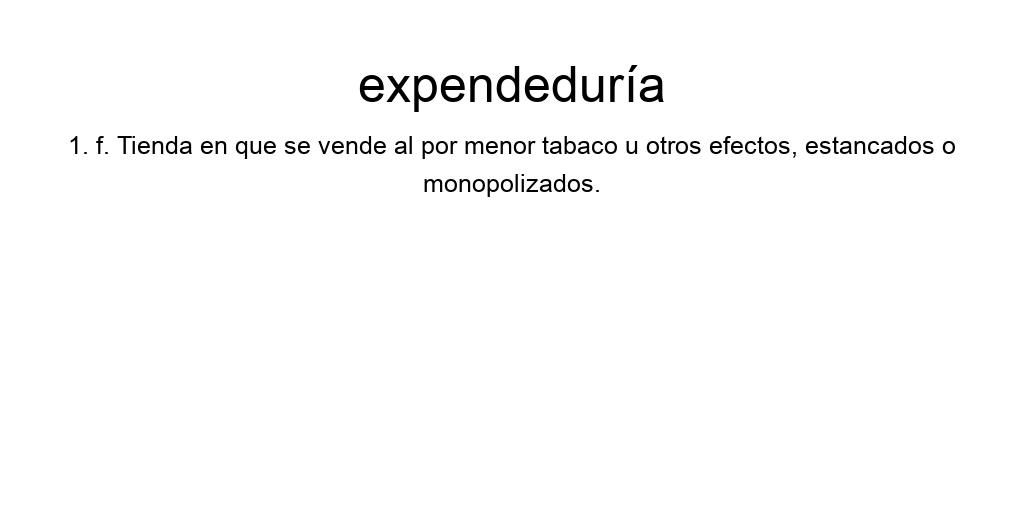 expendeduría
1. f. Tienda en que se vende al por menor tabaco u otros efectos, estancados o
monopolizados.